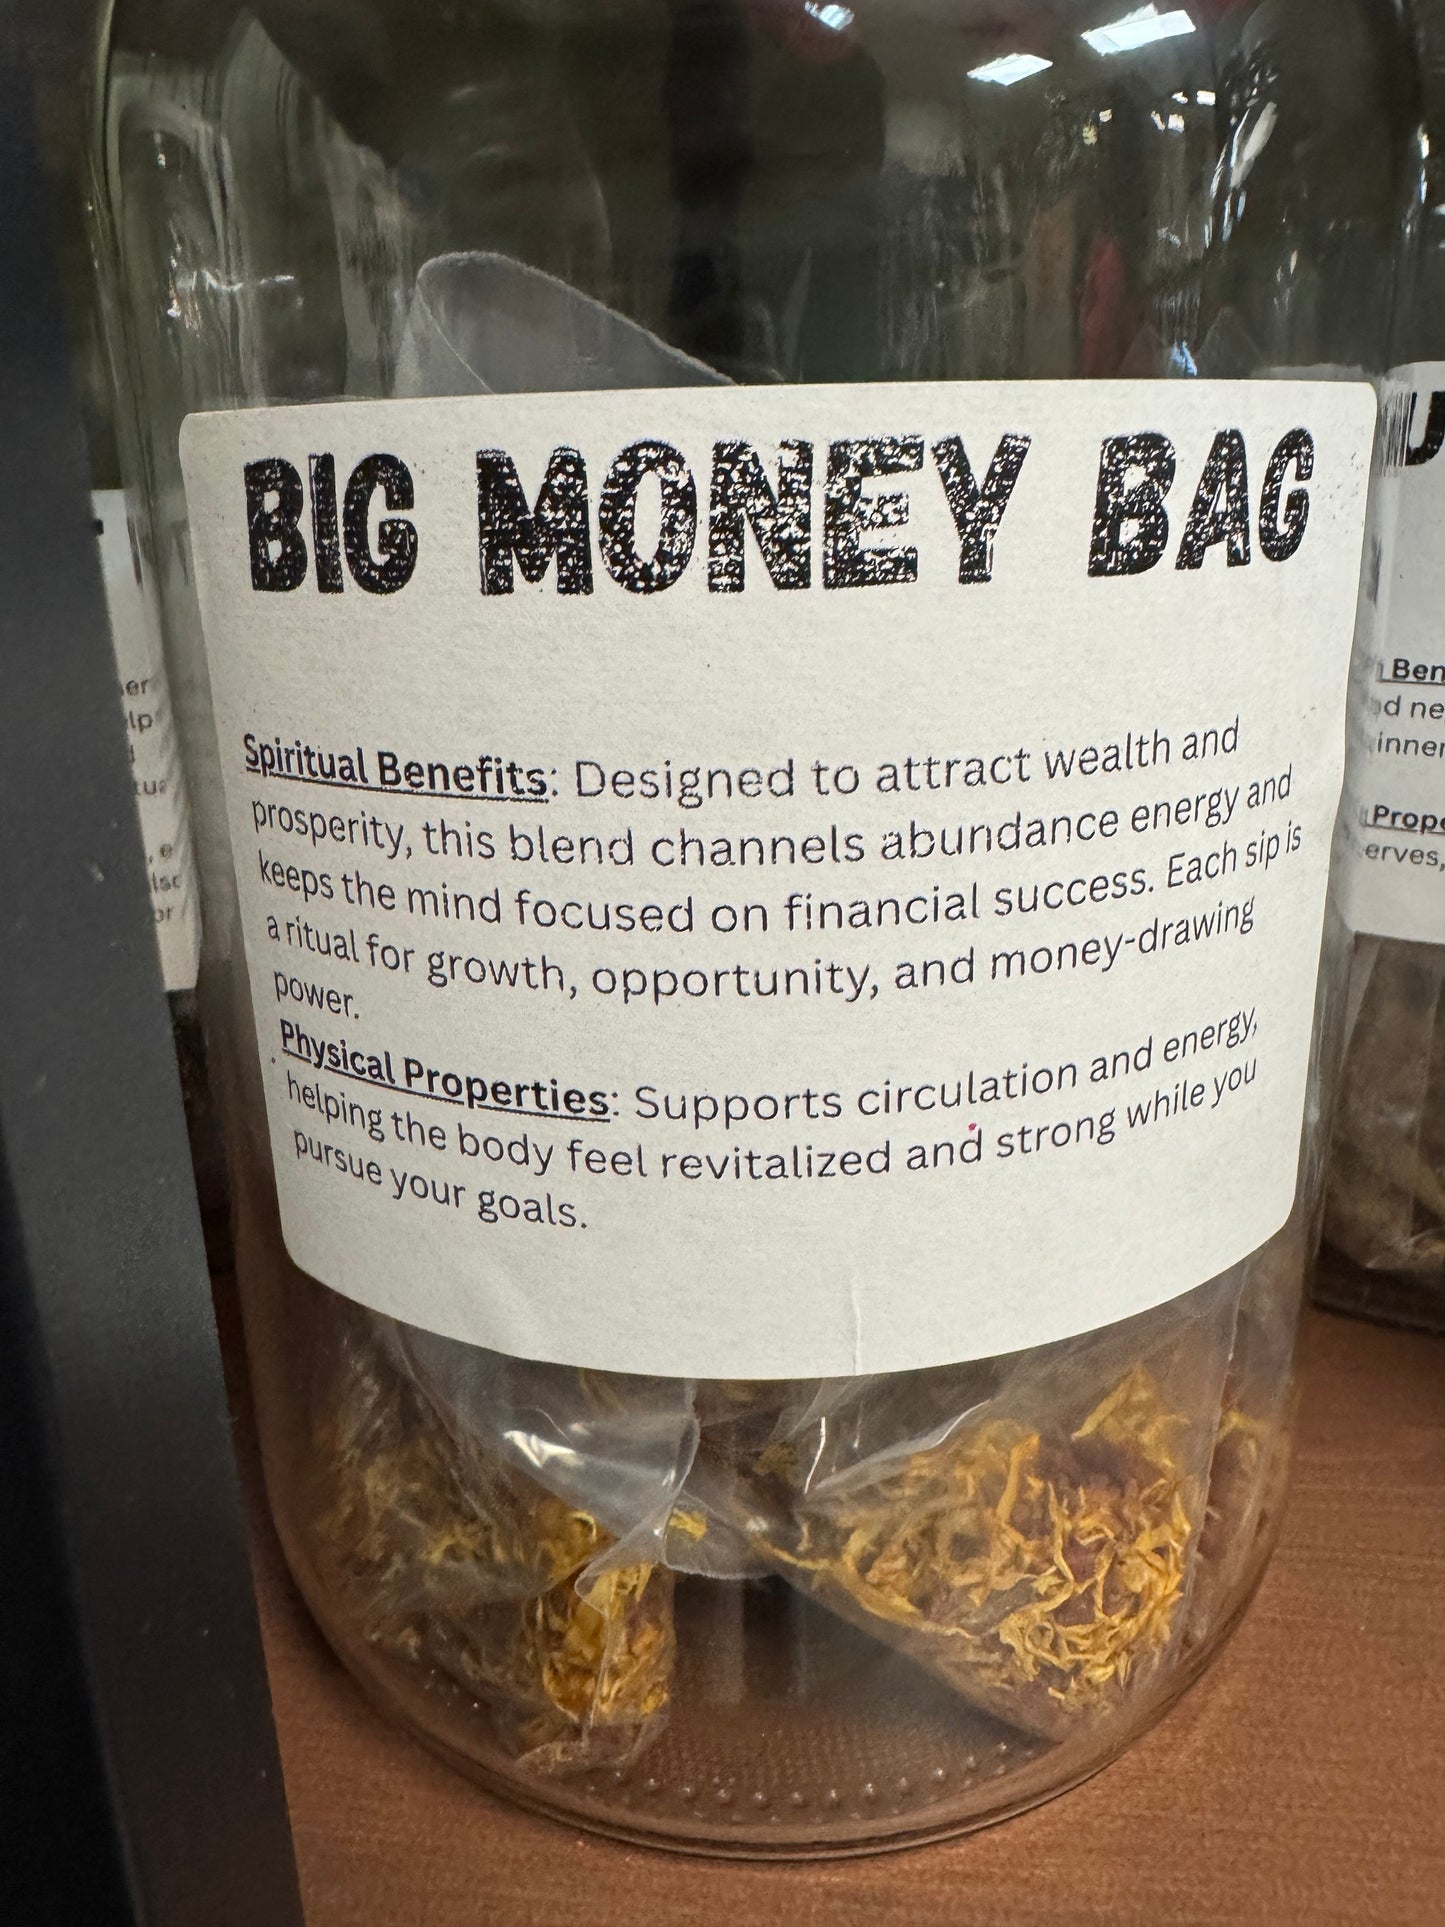 BIG MONEY BAG
Spiritual Benefits: Designed to attract wealth and
prosperity, this blend channels abundance energy and
keeps the mind focused on financial success. Each sip is
a ritual for growth, opportunity, and money-drawing
power.
Physical Properties: Supports circulation and energy,
helping the body feel revitalized and strong while you
pursue your goals.